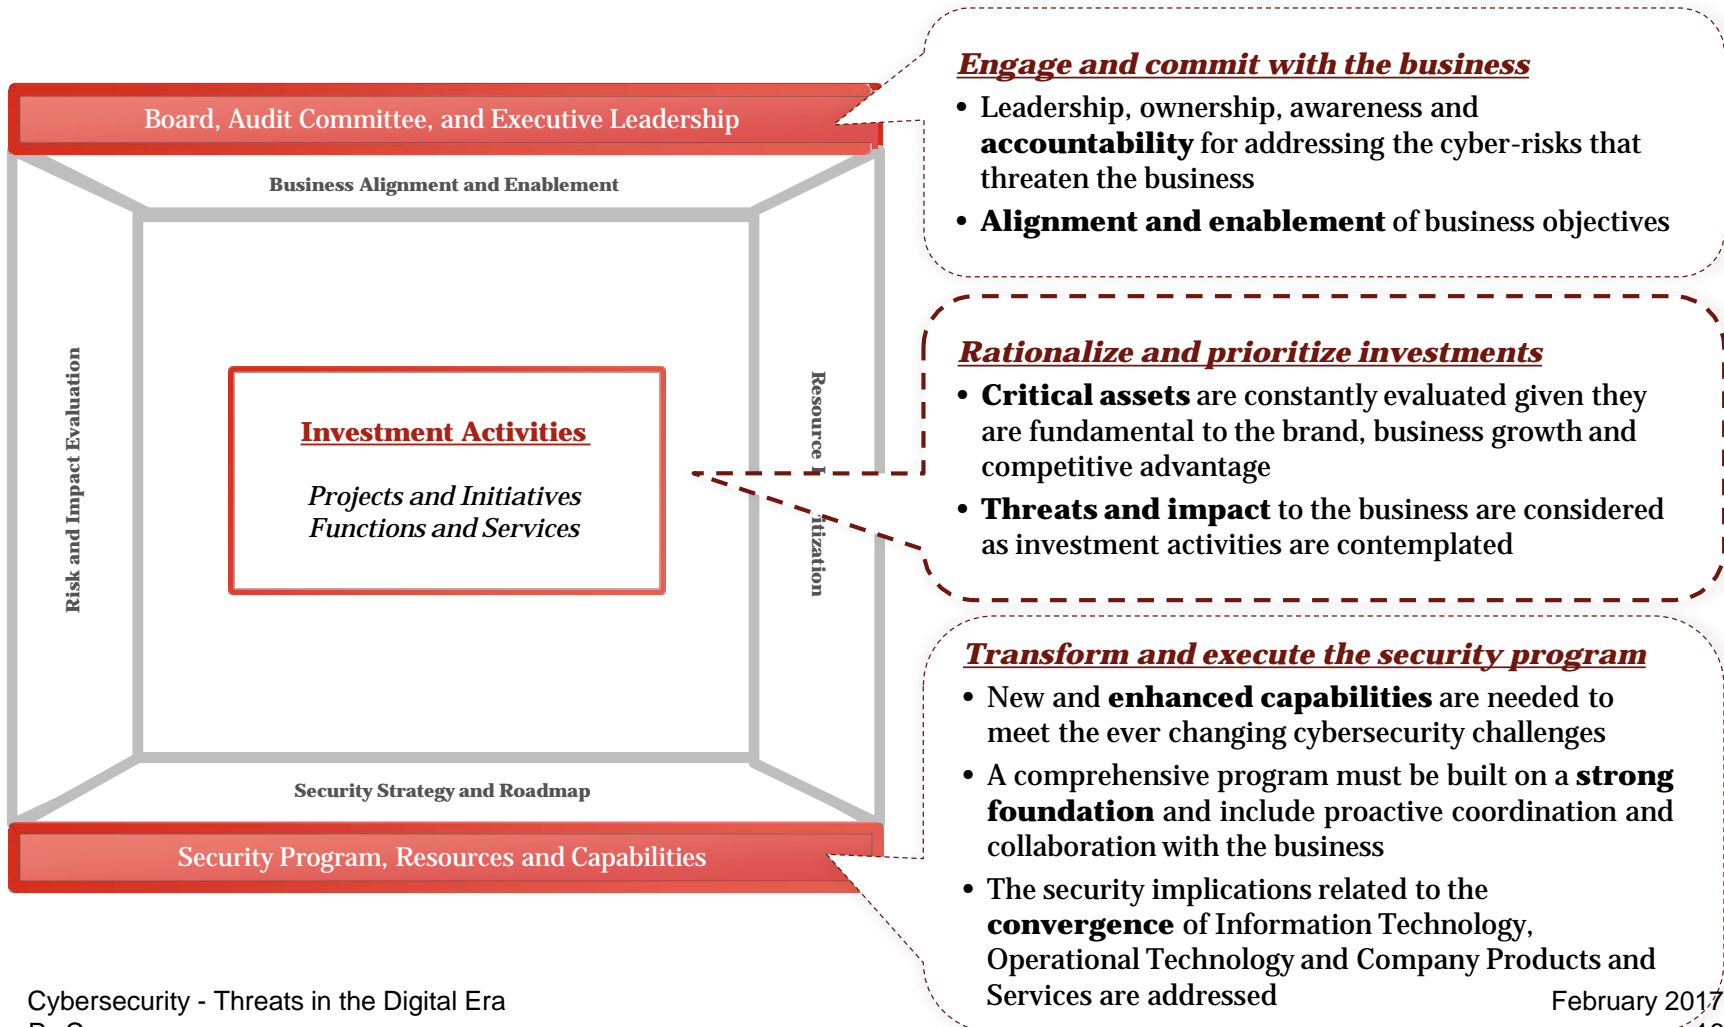 Board, Audit Committee, and Executive Leadership
Business Alignment and Enablement
Risk and Impact Evaluation
Resource
itization
Investment Activities
Projects and Initiatives
Functions and Services
Security Strategy and Roadmap
Security Program, Resources and Capabilities
Engage and commit with the business
• Leadership, ownership, awareness and
accountability for addressing the cyber-risks that
threaten the business
• Alignment and enablement of business objectives
Rationalize and prioritize investments
• Critical assets are constantly evaluated given they
are fundamental to the brand, business growth and
competitive advantage
• Threats and impact to the business are considered
as investment activities are contemplated
Transform and execute the security program
• New and enhanced capabilities are needed to
meet the ever changing cybersecurity challenges
• A comprehensive program must be built on a strong
foundation and include proactive coordination and
collaboration with the business
• The security implications related to the
convergence of Information Technology,
Operational Technology and Company Products and
Services are addressed
Cybersecurity - Threats in the Digital Era
February 2017